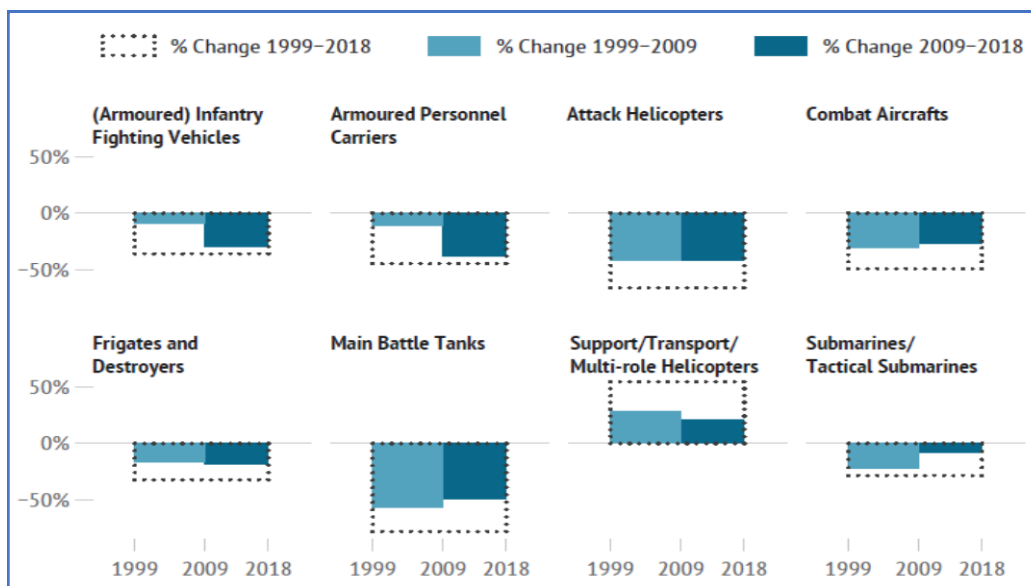 % Change 1999–2018 % Change 1999–2009 % Change 2009–2018
(Armoured) Infantry
Fighting Vehicles
Armoured Personnel
Carriers
Attack Helicopters
Combat Aircrafts
50%
0%
−50%
Frigates and
Destroyers
Main Battle Tanks
Support/Transport/
Multi-role Helicopters
Submarines/
Tactical Submarines
50%
0%
−50%
1999 2009 2018 1999 2009 2018 1999 2009 2018 1999 2009 2018